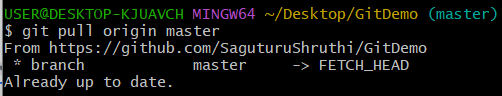 USER@DESKTOP-KJUAVCH MINGW64 ~/Desktop/GitDemo (master)
$ git pull origin master
From https://github.com/SaguturuShruthi/GitDemo
 * branch            master     -> FETCH_HEAD
Already up to date.